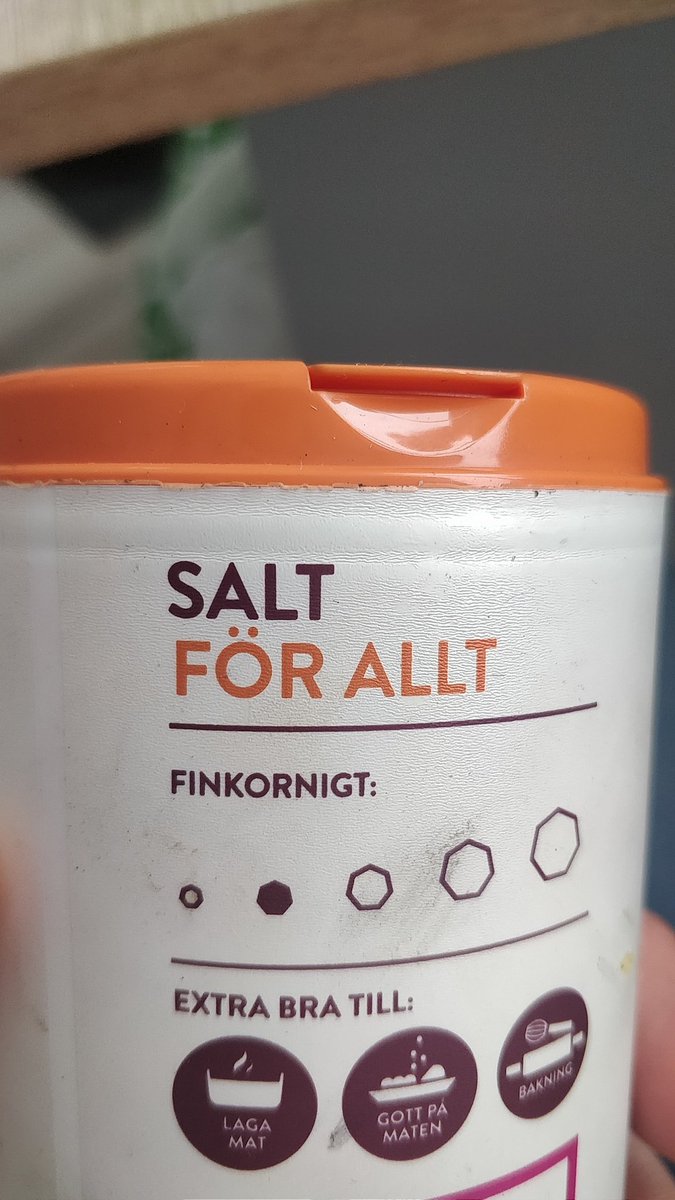 SALT
FÖR ALLT
FINKORNIGT:
EXTRA BRA TILL:
LAGA
MAT
GOTT PÅ
MATEN
BAKNING